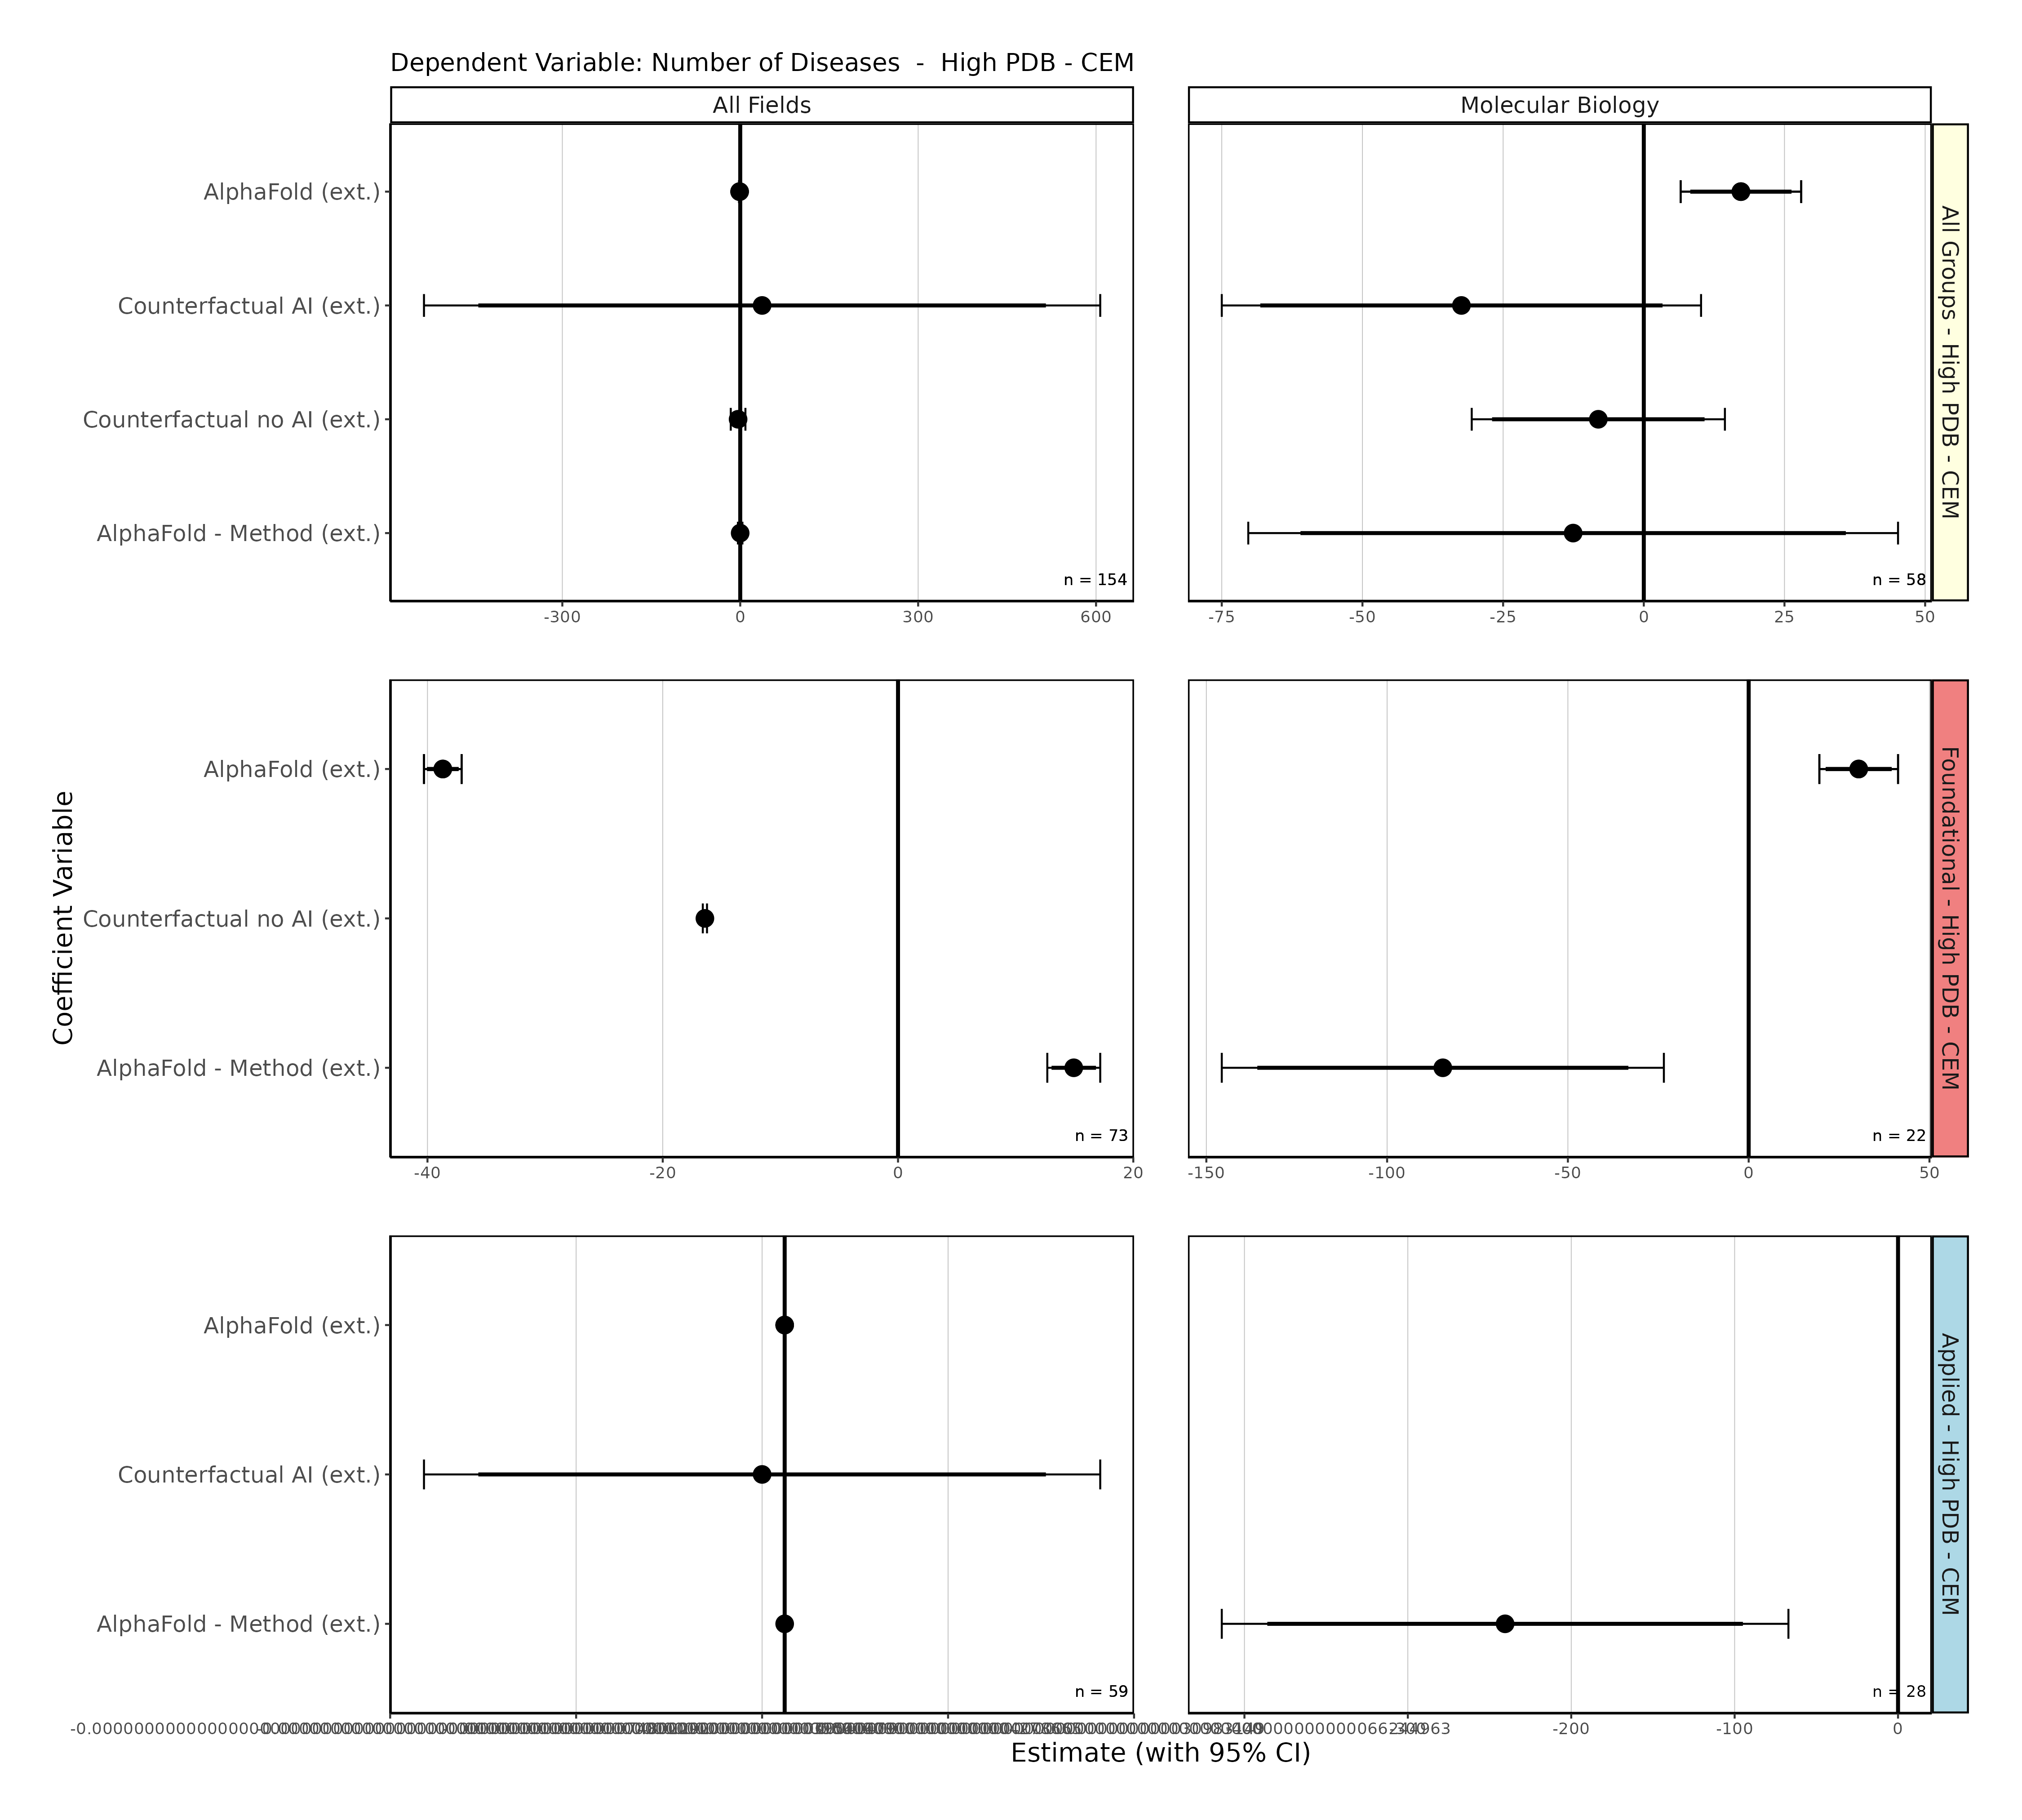 Dependent Variable: Number of Diseases - High PDB - CEM
All Fields
Molecular Biology
AlphaFold (ext.)
Counterfactual AI (ext.)
Counterfactual no AI (ext.)
AlphaFold - Method (ext.)
n = 154
n = 58
All Groups - High PDB - CEM
-300
0
300
600
-75
-50
-25
0
25
50
Coefficient Variable
AlphaFold (ext.)
Counterfactual no AI (ext.)
AlphaFold - Method (ext.)
n = 73
n = 22
Foundational - High PDB - CEM
-40
-20
0
20
-150
-100
-50
0
50
AlphaFold (ext.)
Counterfactual AI (ext.)
AlphaFold - Method (ext.)
n = 59
n = 28
Applied - High PDB - CEM
-200
-100
0
Estimate (with 95% CI)